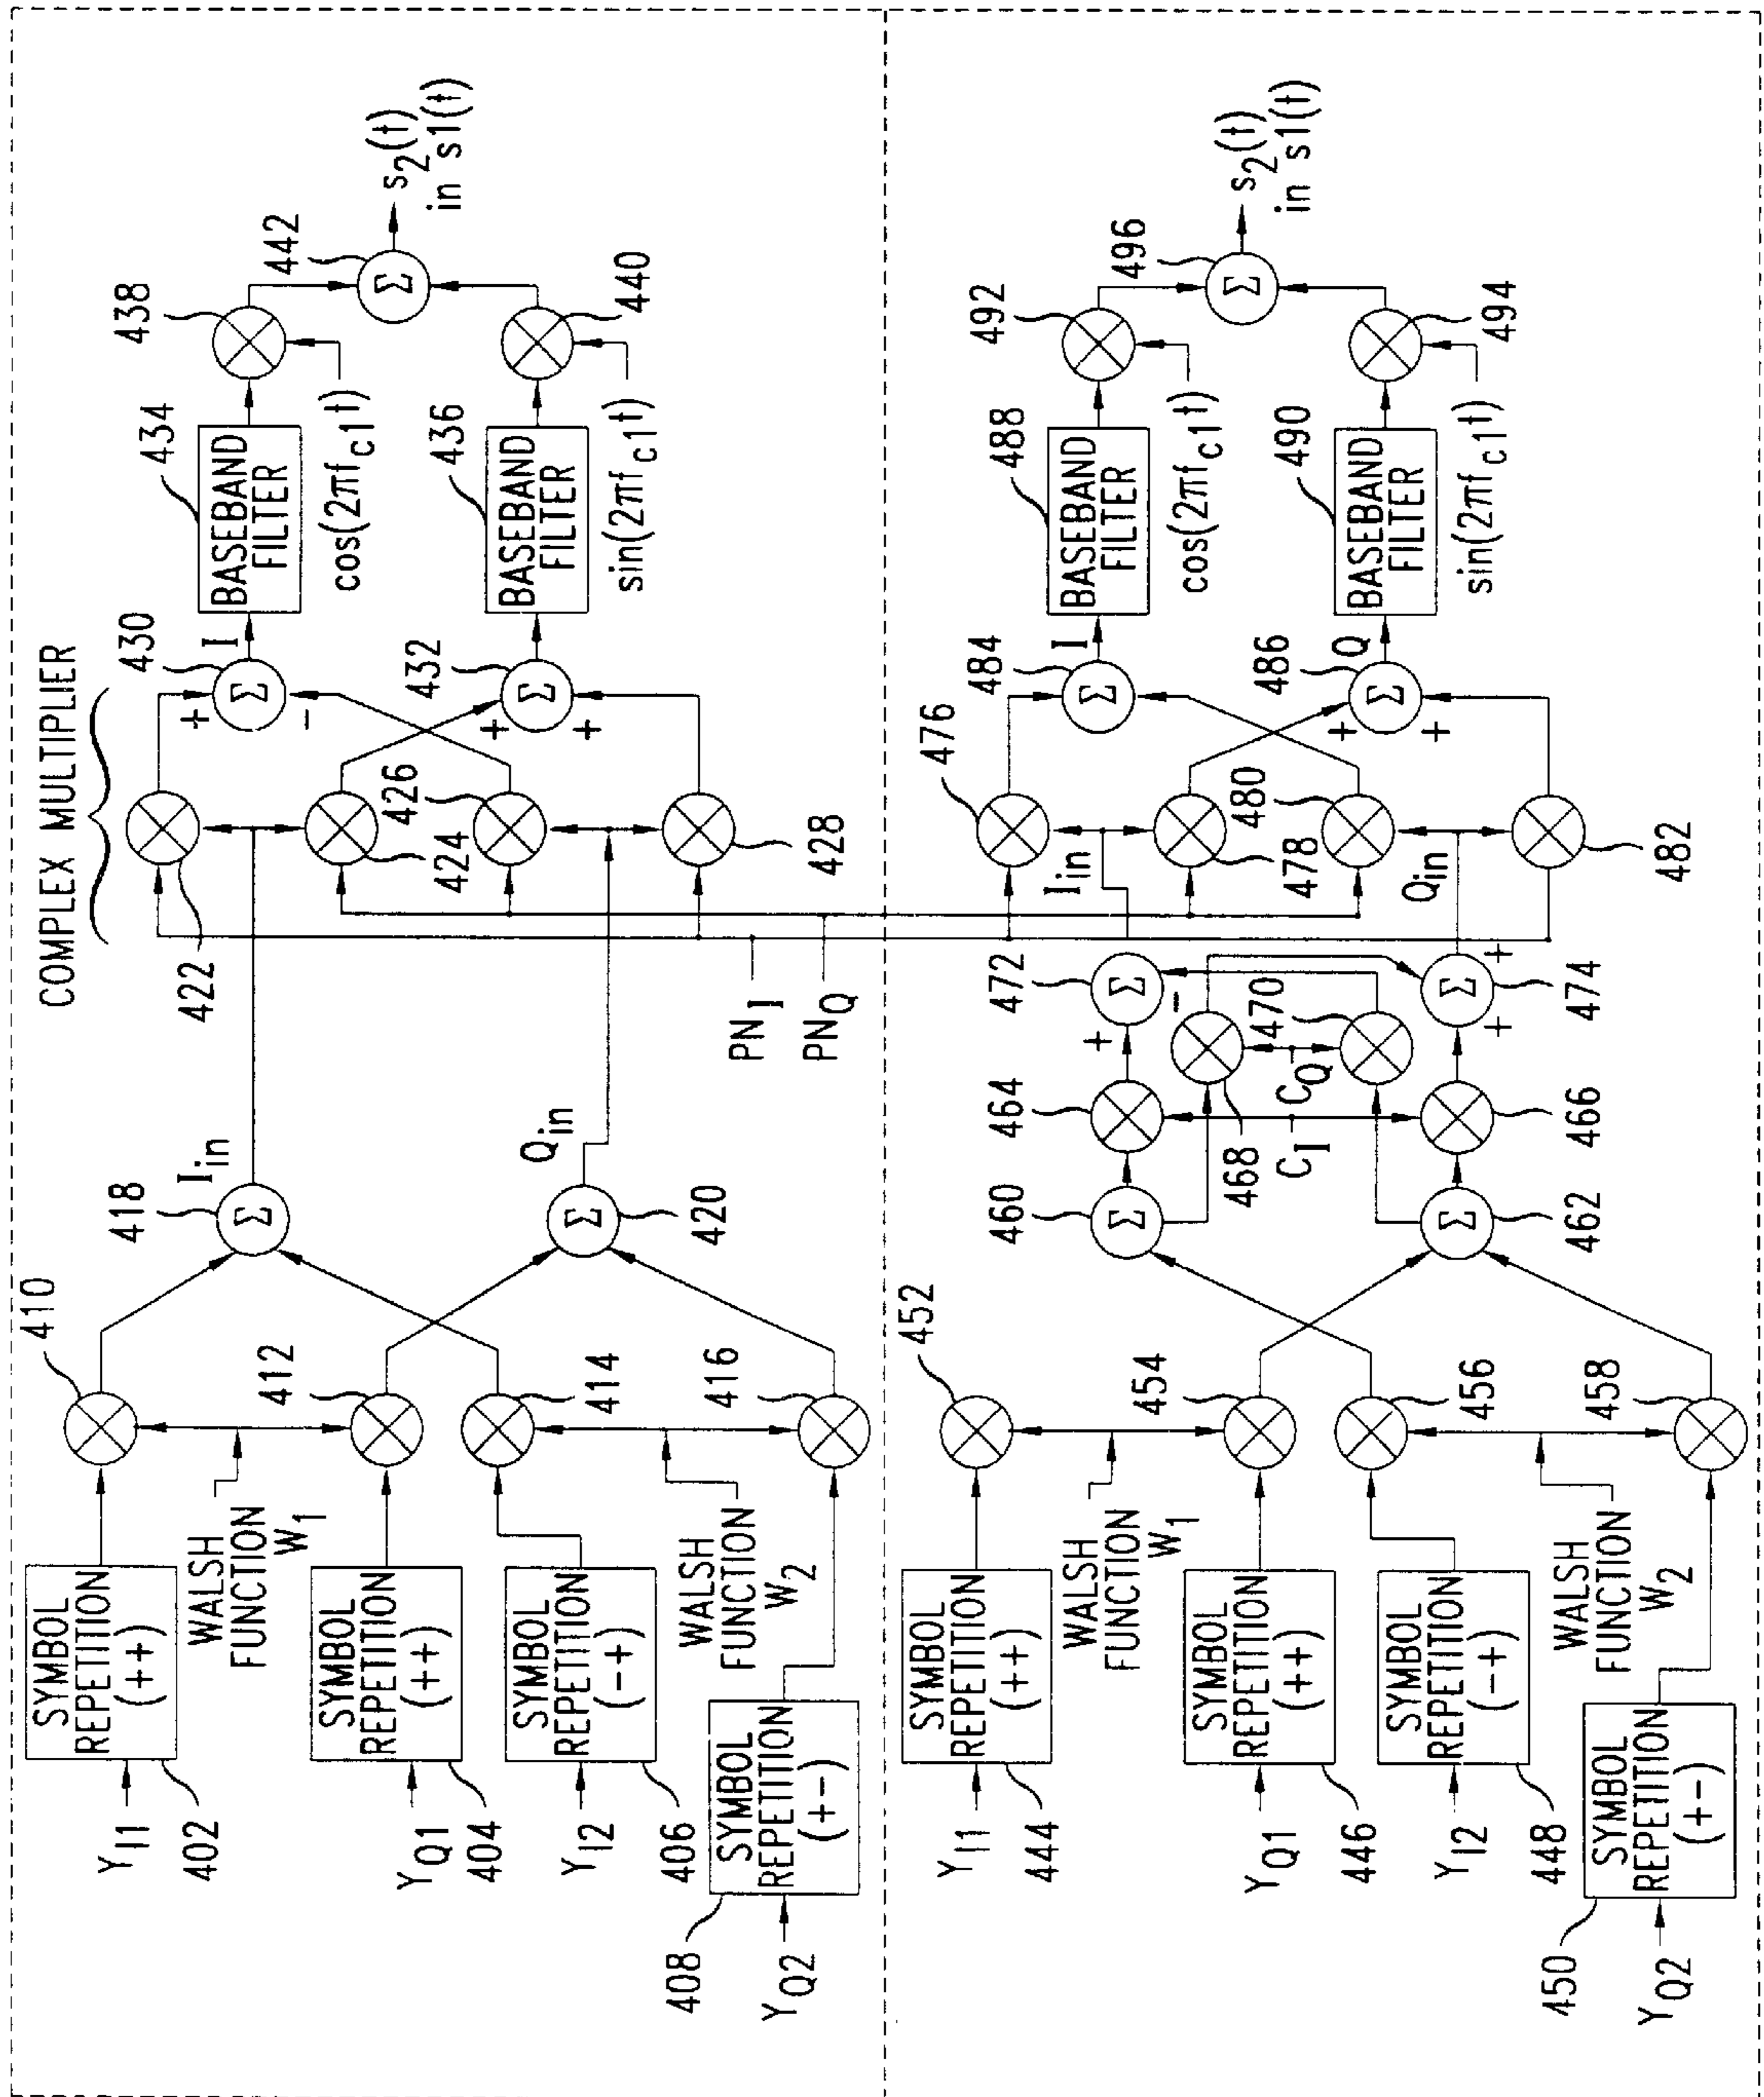 COMPLEX MULTIPLIER
SYMBOL
REPETITION
(++)
Y_I1
402
410
WALSH
FUNCTION
W_1
SYMBOL
REPETITION
(++)
Y_Q1
404
412
SYMBOL
REPETITION
(-+)
Y_I2
406
414
WALSH
FUNCTION
W_2
SYMBOL
REPETITION
(+-)
408
Y_Q2
416
418
Σ
I_in
420
Σ
Q_in
PN_I
PN_Q
422
424
426
428
430
+
-
Σ
I
432
+
+
Σ
434
BASEBAND
FILTER
cos(2πf_c1 t)
436
BASEBAND
FILTER
sin(2πf_c1 t)
438
440
442
Σ
s_2(t)
in s1(t)
SYMBOL
REPETITION
(++)
Y_I1
444
452
WALSH
FUNCTION
W_1
SYMBOL
REPETITION
(++)
Y_Q1
446
454
SYMBOL
REPETITION
(-+)
Y_I2
448
456
WALSH
FUNCTION
W_2
SYMBOL
REPETITION
(+-)
450
Y_Q2
458
460
Σ
462
Σ
464
466
468
470
C_I
C_Q
472
+
-
Σ
474
+
+
Σ
I_in
Q_in
476
478
480
482
484
Σ
I
486
+
+
Σ
Q
488
BASEBAND
FILTER
cos(2πf_c1 t)
490
BASEBAND
FILTER
sin(2πf_c1 t)
492
494
496
Σ
s_2(t)
in s1(t)